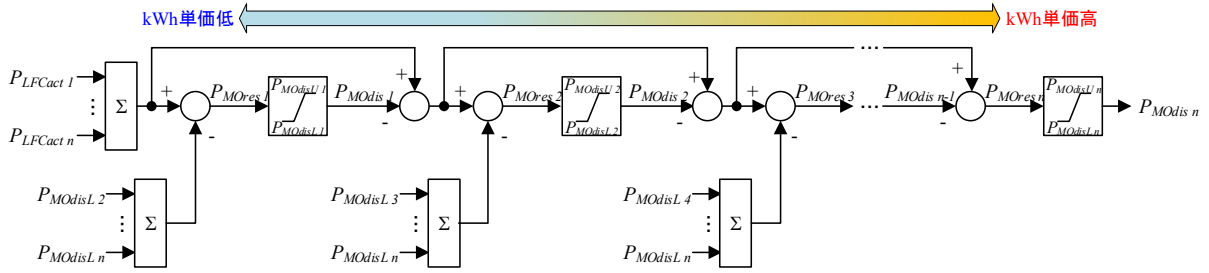 kWh単価低
kWh単価高
P_LFCact 1
⋮
P_LFCact n
Σ
+
-
P_MOres 1
P_MOdisU 1
P_MOdisL 1
P_MOdis 1
+
-
+
-
P_MOres 2
P_MOdisU 2
P_MOdisL 2
P_MOdis 2
+
-
+
-
P_MOres 3
...
...
P_MOdis n-1
+
-
P_MOres n
P_MOdisU n
P_MOdisL n
P_MOdis n
P_MOdisL 2
⋮
P_MOdisL n
Σ
P_MOdisL 3
⋮
P_MOdisL n
Σ
P_MOdisL 4
⋮
P_MOdisL n
Σ